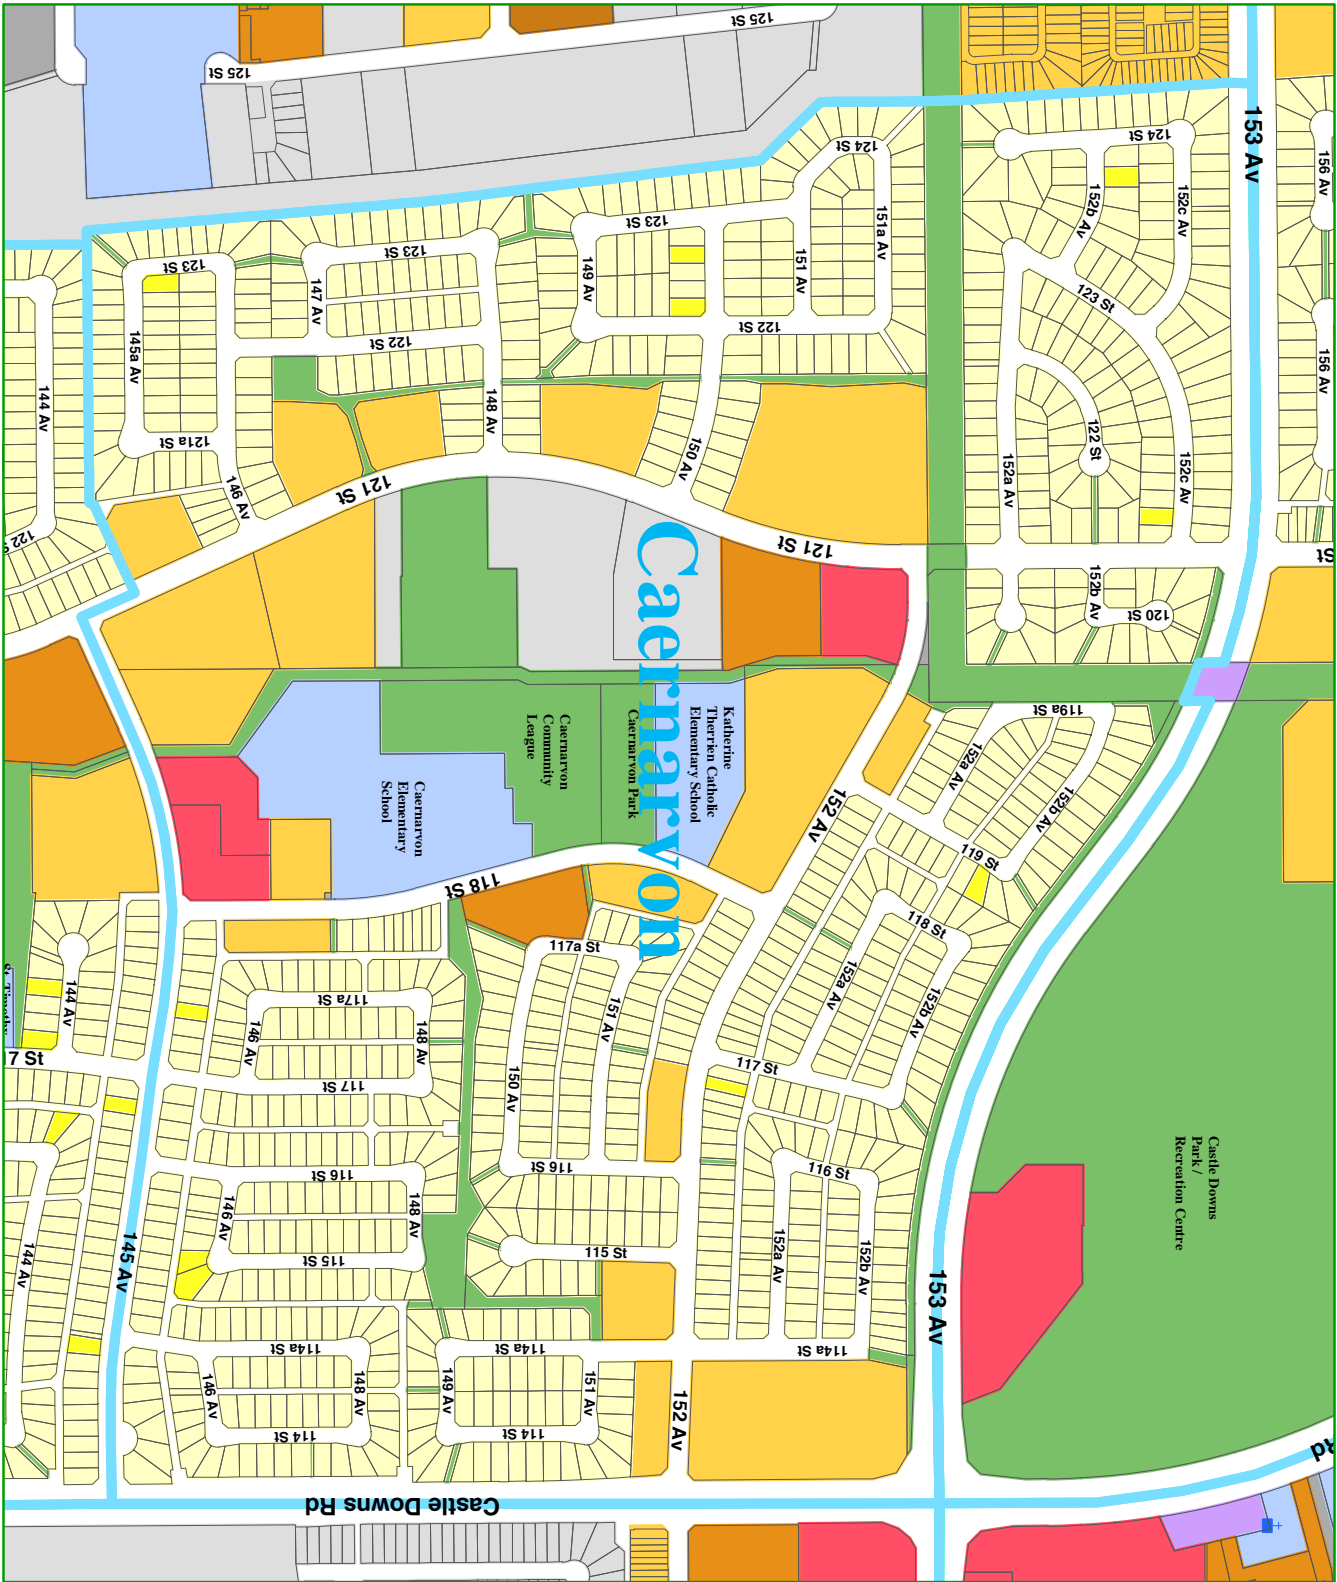 125 St
125 St
153 Av
156 Av
156 Av
124 St
124 St
152b Av
152c Av
151a Av
123 St
151 Av
149 Av
123 St
123 St
147 Av
123 St
122 St
122 St
145a Av
144 Av
148 Av
121a St
146 Av
121 St
150 Av
152a Av
122 St
152c Av
121 St
St
152b Av
120 St
Caernarvon
119a St
Katherine
Therrien Catholic
Elementary School
Caernarvon Park
Caernarvon
Community
League
Caernarvon
Elementary
School
152 Av
152a Av
152b Av
119 St
118 St
118 St
117a St
117a St
144 Av
146 Av
148 Av
151 Av
152a Av
152b Av
17 St
117 St
117 St
150 Av
116 St
116 St
116 St
146 Av
148 Av
115 St
115 St
152a Av
152b Av
144 Av
145 Av
153 Av
Castle Downs
Park /
Recreation Centre
114a St
114a St
114a St
146 Av
148 Av
149 Av
151 Av
152 Av
114 St
114 St
Castle Downs Rd
Rd